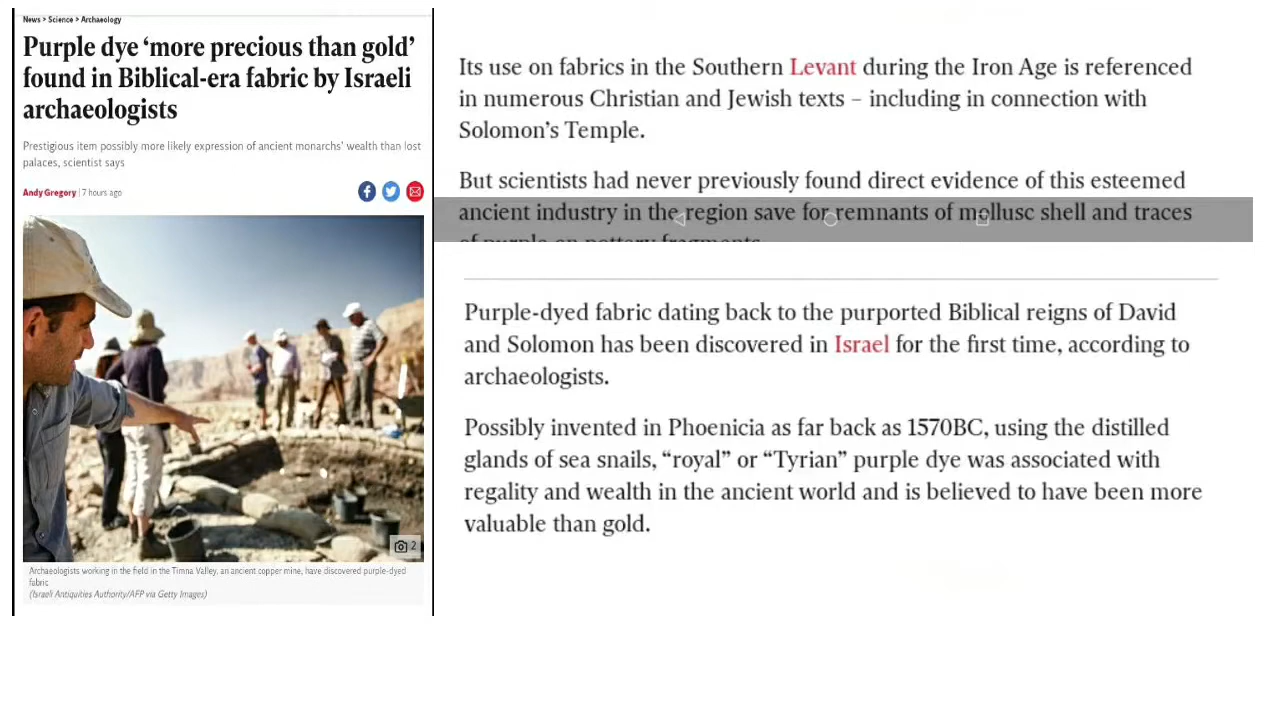 News > Science > Archaeology
Purple dye ‘more precious than gold’
found in Biblical-era fabric by Israeli
archaeologists
Prestigious item possibly more likely expression of ancient monarchs’ wealth than lost
palaces, scientist says
Andy Gregory | 7 hours ago
2
Archaeologists working in the field in the Timna Valley, an ancient copper mine, have discovered purple-dyed
fabric
(Israeli Antiquities Authority/AFP via Getty Images)
Its use on fabrics in the Southern Levant during the Iron Age is referenced
in numerous Christian and Jewish texts – including in connection with
Solomon’s Temple.
But scientists had never previously found direct evidence of this esteemed
ancient industry in the region save for remnants of mollusc shell and traces
of purple on pottery fragments
Purple-dyed fabric dating back to the purported Biblical reigns of David
and Solomon has been discovered in Israel for the first time, according to
archaeologists.
Possibly invented in Phoenicia as far back as 1570BC, using the distilled
glands of sea snails, “royal” or “Tyrian” purple dye was associated with
regality and wealth in the ancient world and is believed to have been more
valuable than gold.